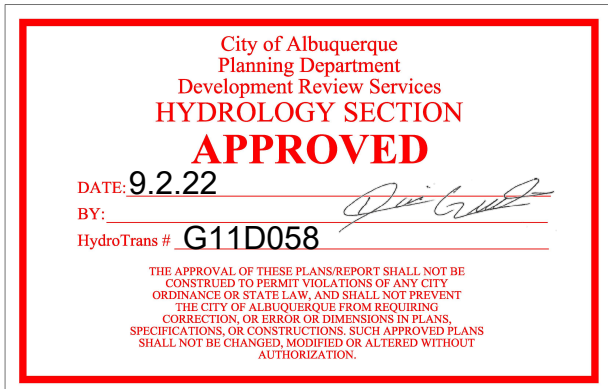 City of Albuquerque
Planning Department
Development Review Services
HYDROLOGY SECTION
APPROVED
DATE: 9.2.22
BY:
HydroTrans # G11D058
THE APPROVAL OF THESE PLANS/REPORT SHALL NOT BE
CONSTRUED TO PERMIT VIOLATIONS OF ANY CITY
ORDINANCE OR STATE LAW, AND SHALL NOT PREVENT
THE CITY OF ALBUQUERQUE FROM REQUIRING
CORRECTION, OR ERROR OR DIMENSIONS IN PLANS,
SPECIFICATIONS, OR CONSTRUCTIONS. SUCH APPROVED PLANS
SHALL NOT BE CHANGED, MODIFIED OR ALTERED WITHOUT
AUTHORIZATION.